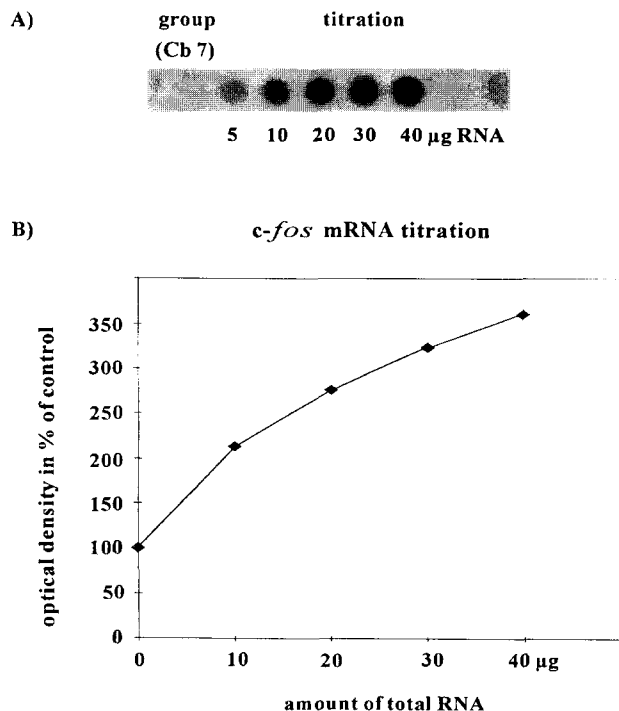 A) group titration
(Cb 7)
5 10 20 30 40 µg RNA
B) c-fos mRNA titration
optical density in % of control
350
300
250
200
150
100
50
0
0 10 20 30 40 µg
amount of total RNA